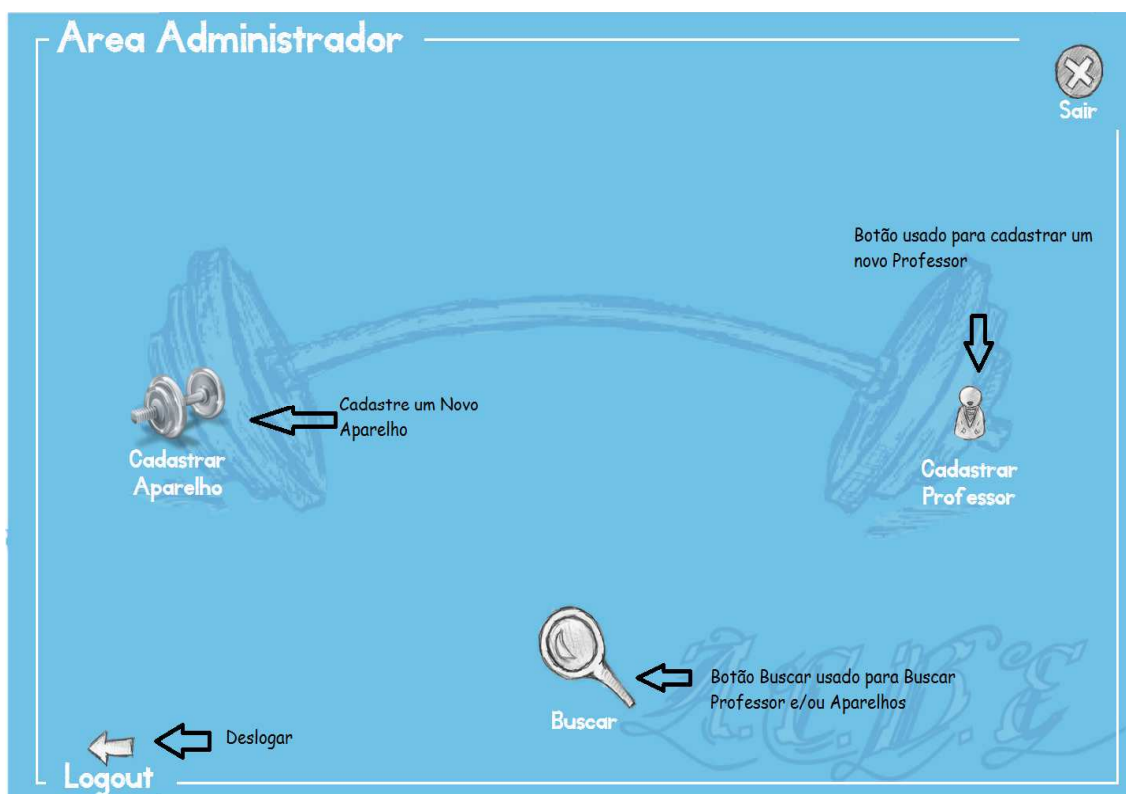 Area Administrador
Sair
Botão usado para cadastrar um
novo Professor
Cadastre um Novo
Aparelho
Cadastrar
Aparelho
Cadastrar
Professor
Botão Buscar usado para Buscar
Professor e/ou Aparelhos
Buscar
A.C.D.E
Deslogar
Logout